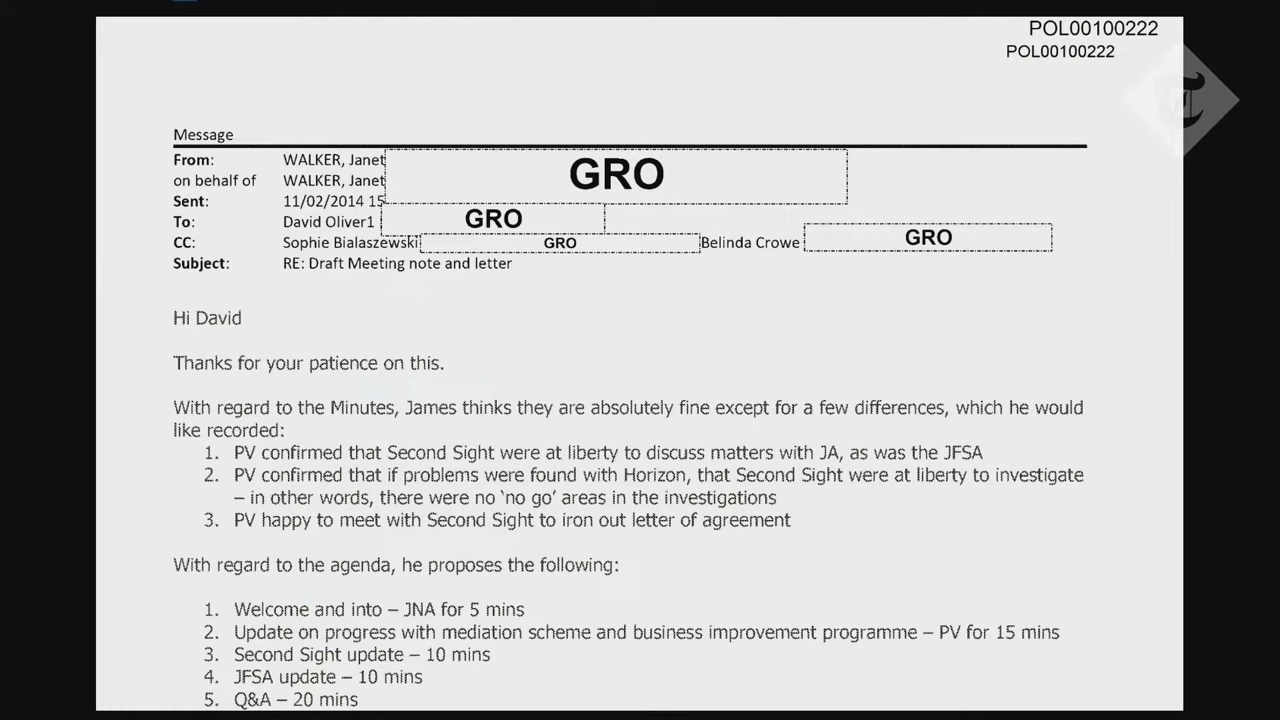 POL00100222
POL00100222
Message
From: WALKER, Janet GRO
on behalf of WALKER, Janet
Sent: 11/02/2014 15
To: David Oliver1 GRO
CC: Sophie Bialaszewski GRO Belinda Crowe GRO
Subject: RE: Draft Meeting note and letter
Hi David
Thanks for your patience on this.
With regard to the Minutes, James thinks they are absolutely fine except for a few differences, which he would
like recorded:
1. PV confirmed that Second Sight were at liberty to discuss matters with JA, as was the JFSA
2. PV confirmed that if problems were found with Horizon, that Second Sight were at liberty to investigate
– in other words, there were no 'no go' areas in the investigations
3. PV happy to meet with Second Sight to iron out letter of agreement
With regard to the agenda, he proposes the following:
1. Welcome and into – JNA for 5 mins
2. Update on progress with mediation scheme and business improvement programme – PV for 15 mins
3. Second Sight update – 10 mins
4. JFSA update – 10 mins
5. Q&A – 20 mins